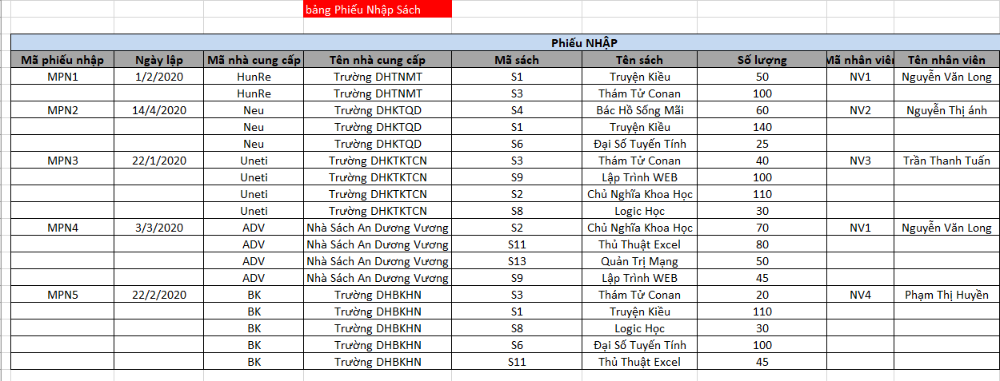 bảng Phiếu Nhập Sách
Phiếu NHẬP
Mã phiếu nhập Ngày lập Mã nhà cung cấp Tên nhà cung cấp Mã sách Tên sách Số lượng Mã nhân viên Tên nhân viên
MPN1 1/2/2020 HunRe Trường DHTNMT S1 Truyện Kiều 50 NV1 Nguyễn Văn Long
HunRe Trường DHTNMT S3 Thám Tử Conan 100
MPN2 14/4/2020 Neu Trường DHKTQD S4 Bác Hồ Sống Mãi 60 NV2 Nguyễn Thị ánh
Neu Trường DHKTQD S1 Truyện Kiều 140
Neu Trường DHKTQD S6 Đại Số Tuyến Tính 25
MPN3 22/1/2020 Uneti Trường DHKTKTCN S3 Thám Tử Conan 40 NV3 Trần Thanh Tuấn
Uneti Trường DHKTKTCN S9 Lập Trình WEB 100
Uneti Trường DHKTKTCN S2 Chủ Nghĩa Khoa Học 110
Uneti Trường DHKTKTCN S8 Logic Học 30
MPN4 3/3/2020 ADV Nhà Sách An Dương Vương S2 Chủ Nghĩa Khoa Học 70 NV1 Nguyễn Văn Long
ADV Nhà Sách An Dương Vương S11 Thủ Thuật Excel 80
ADV Nhà Sách An Dương Vương S13 Quản Trị Mạng 50
ADV Nhà Sách An Dương Vương S9 Lập Trình WEB 45
MPN5 22/2/2020 BK Trường DHBKHN S3 Thám Tử Conan 20 NV4 Phạm Thị Huyền
BK Trường DHBKHN S1 Truyện Kiều 110
BK Trường DHBKHN S8 Logic Học 30
BK Trường DHBKHN S6 Đại Số Tuyến Tính 100
BK Trường DHBKHN S11 Thủ Thuật Excel 45